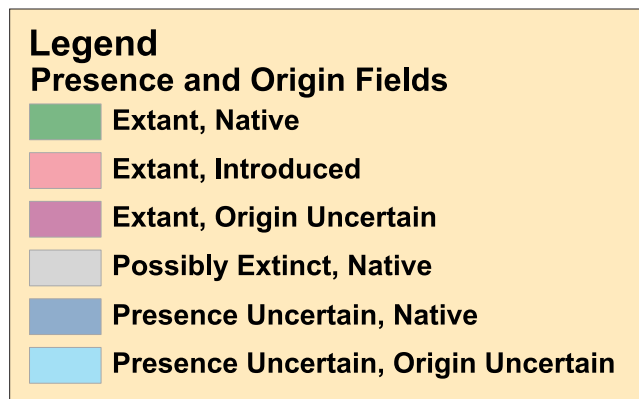 Legend
Presence and Origin Fields
Extant, Native
Extant, Introduced
Extant, Origin Uncertain
Possibly Extinct, Native
Presence Uncertain, Native
Presence Uncertain, Origin Uncertain